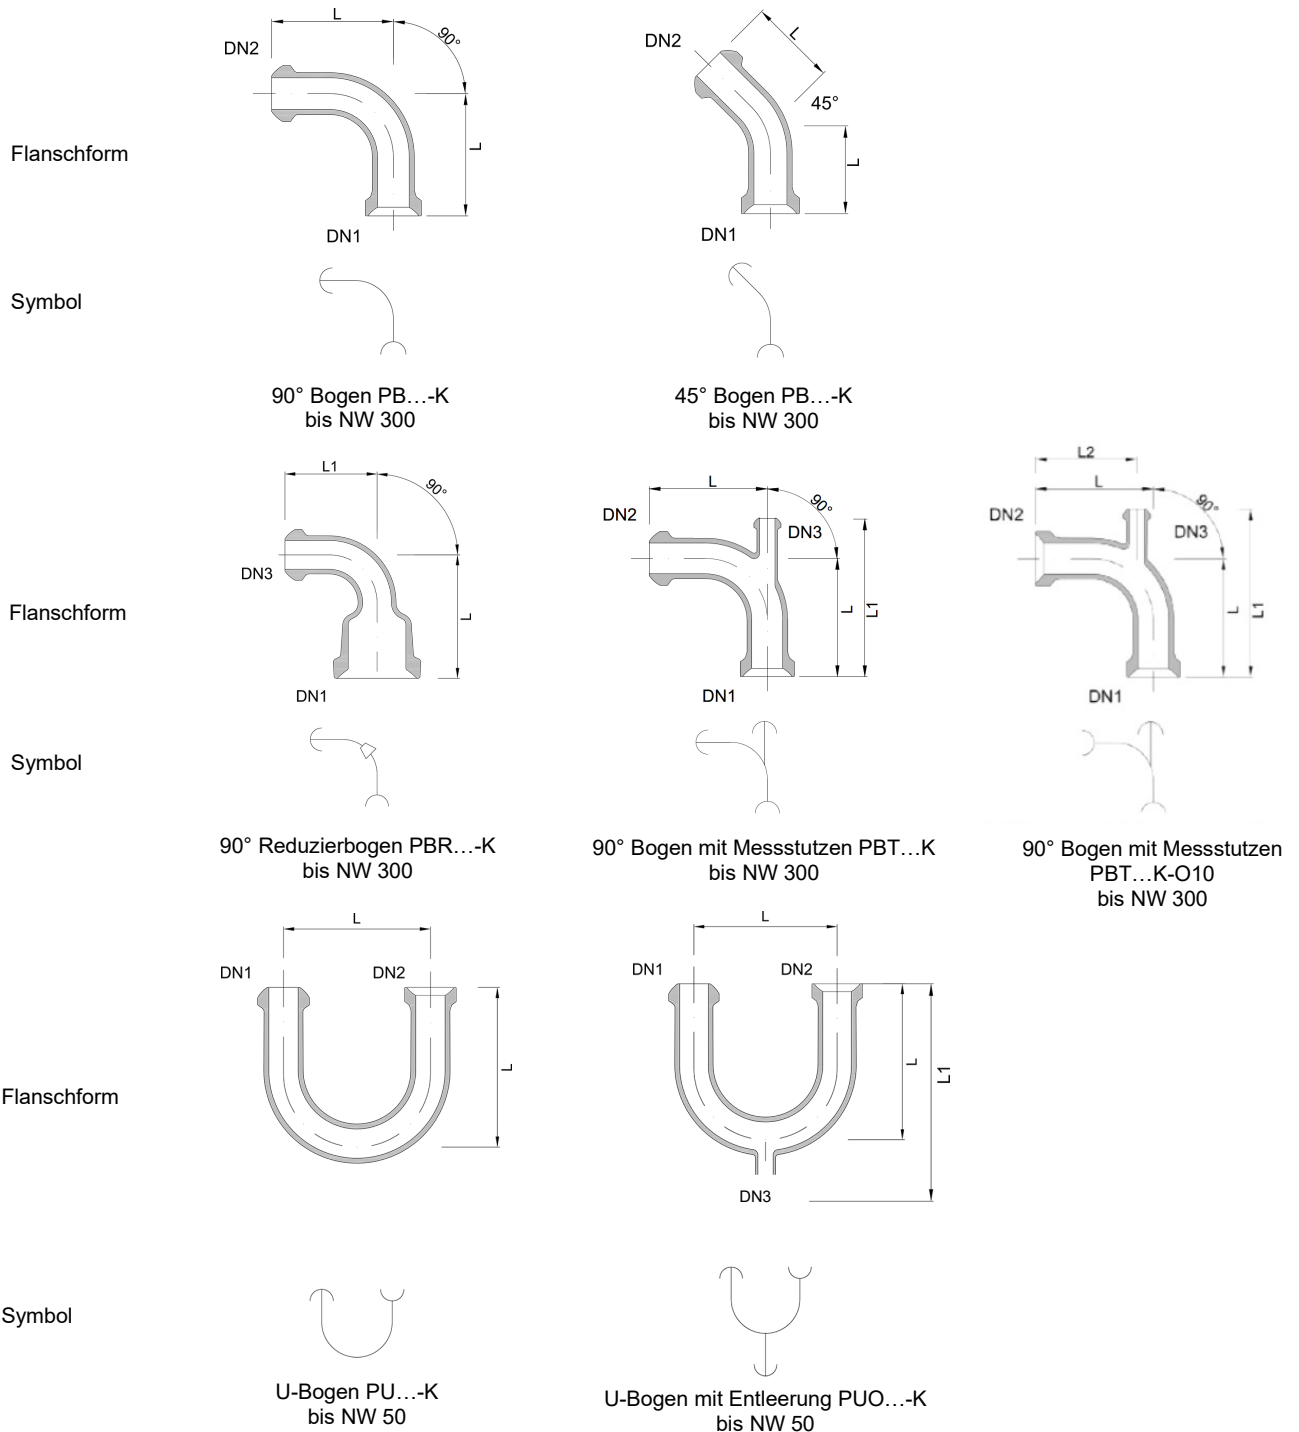 L
90°
DN2
L
DN1
L
DN2
45°
L
DN1
Flanschform
Symbol
90° Bogen PB...-K
bis NW 300
45° Bogen PB...-K
bis NW 300
L1
90°
DN3
L
DN1
L
90°
DN2
DN3
L
L1
DN1
L2
L
90°
DN2
DN3
L
L1
DN1
Flanschform
Symbol
90° Reduzierbogen PBR...-K
bis NW 300
90° Bogen mit Messstutzen PBT...K
bis NW 300
90° Bogen mit Messstutzen
PBT...K-O10
bis NW 300
L
DN1
DN2
L
L
DN1
DN2
L
L1
DN3
Flanschform
Symbol
U-Bogen PU...-K
bis NW 50
U-Bogen mit Entleerung PUO...-K
bis NW 50